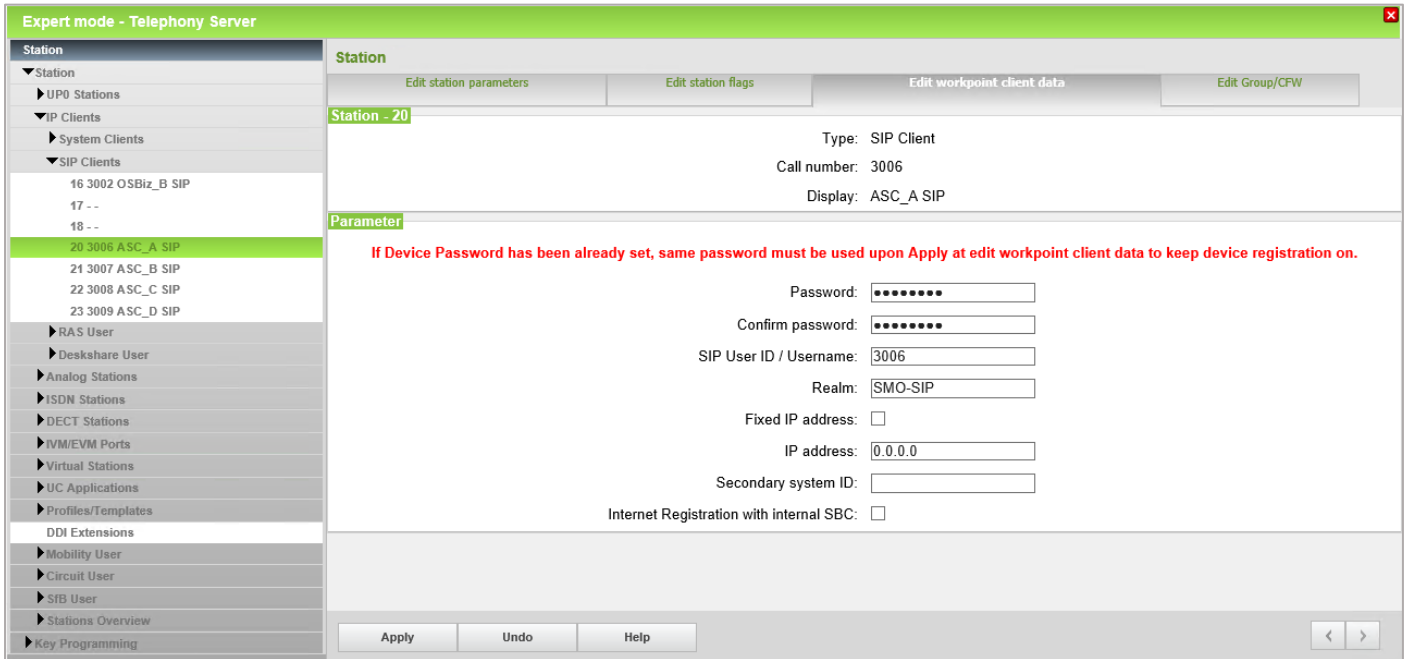 Expert mode - Telephony Server
Station
Station
UP0 Stations
IP Clients
System Clients
SIP Clients
16 3002 OSBiz_B SIP
17 - -
18 - -
20 3006 ASC_A SIP
21 3007 ASC_B SIP
22 3008 ASC_C SIP
23 3009 ASC_D SIP
RAS User
Deskshare User
Analog Stations
ISDN Stations
DECT Stations
IVM/EVM Ports
Virtual Stations
UC Applications
Profiles/Templates
DDI Extensions
Mobility User
Circuit User
SfB User
Stations Overview
Key Programming
Station
Edit station parameters Edit station flags Edit workpoint client data Edit Group/CFW
Station - 20
Type: SIP Client
Call number: 3006
Display: ASC_A SIP
Parameter
If Device Password has been already set, same password must be used upon Apply at edit workpoint client data to keep device registration on.
Password: ●●●●●●●●
Confirm password: ●●●●●●●●
SIP User ID / Username: 3006
Realm: SMO-SIP
Fixed IP address:
IP address: 0.0.0.0
Secondary system ID:
Internet Registration with internal SBC:
Apply Undo Help